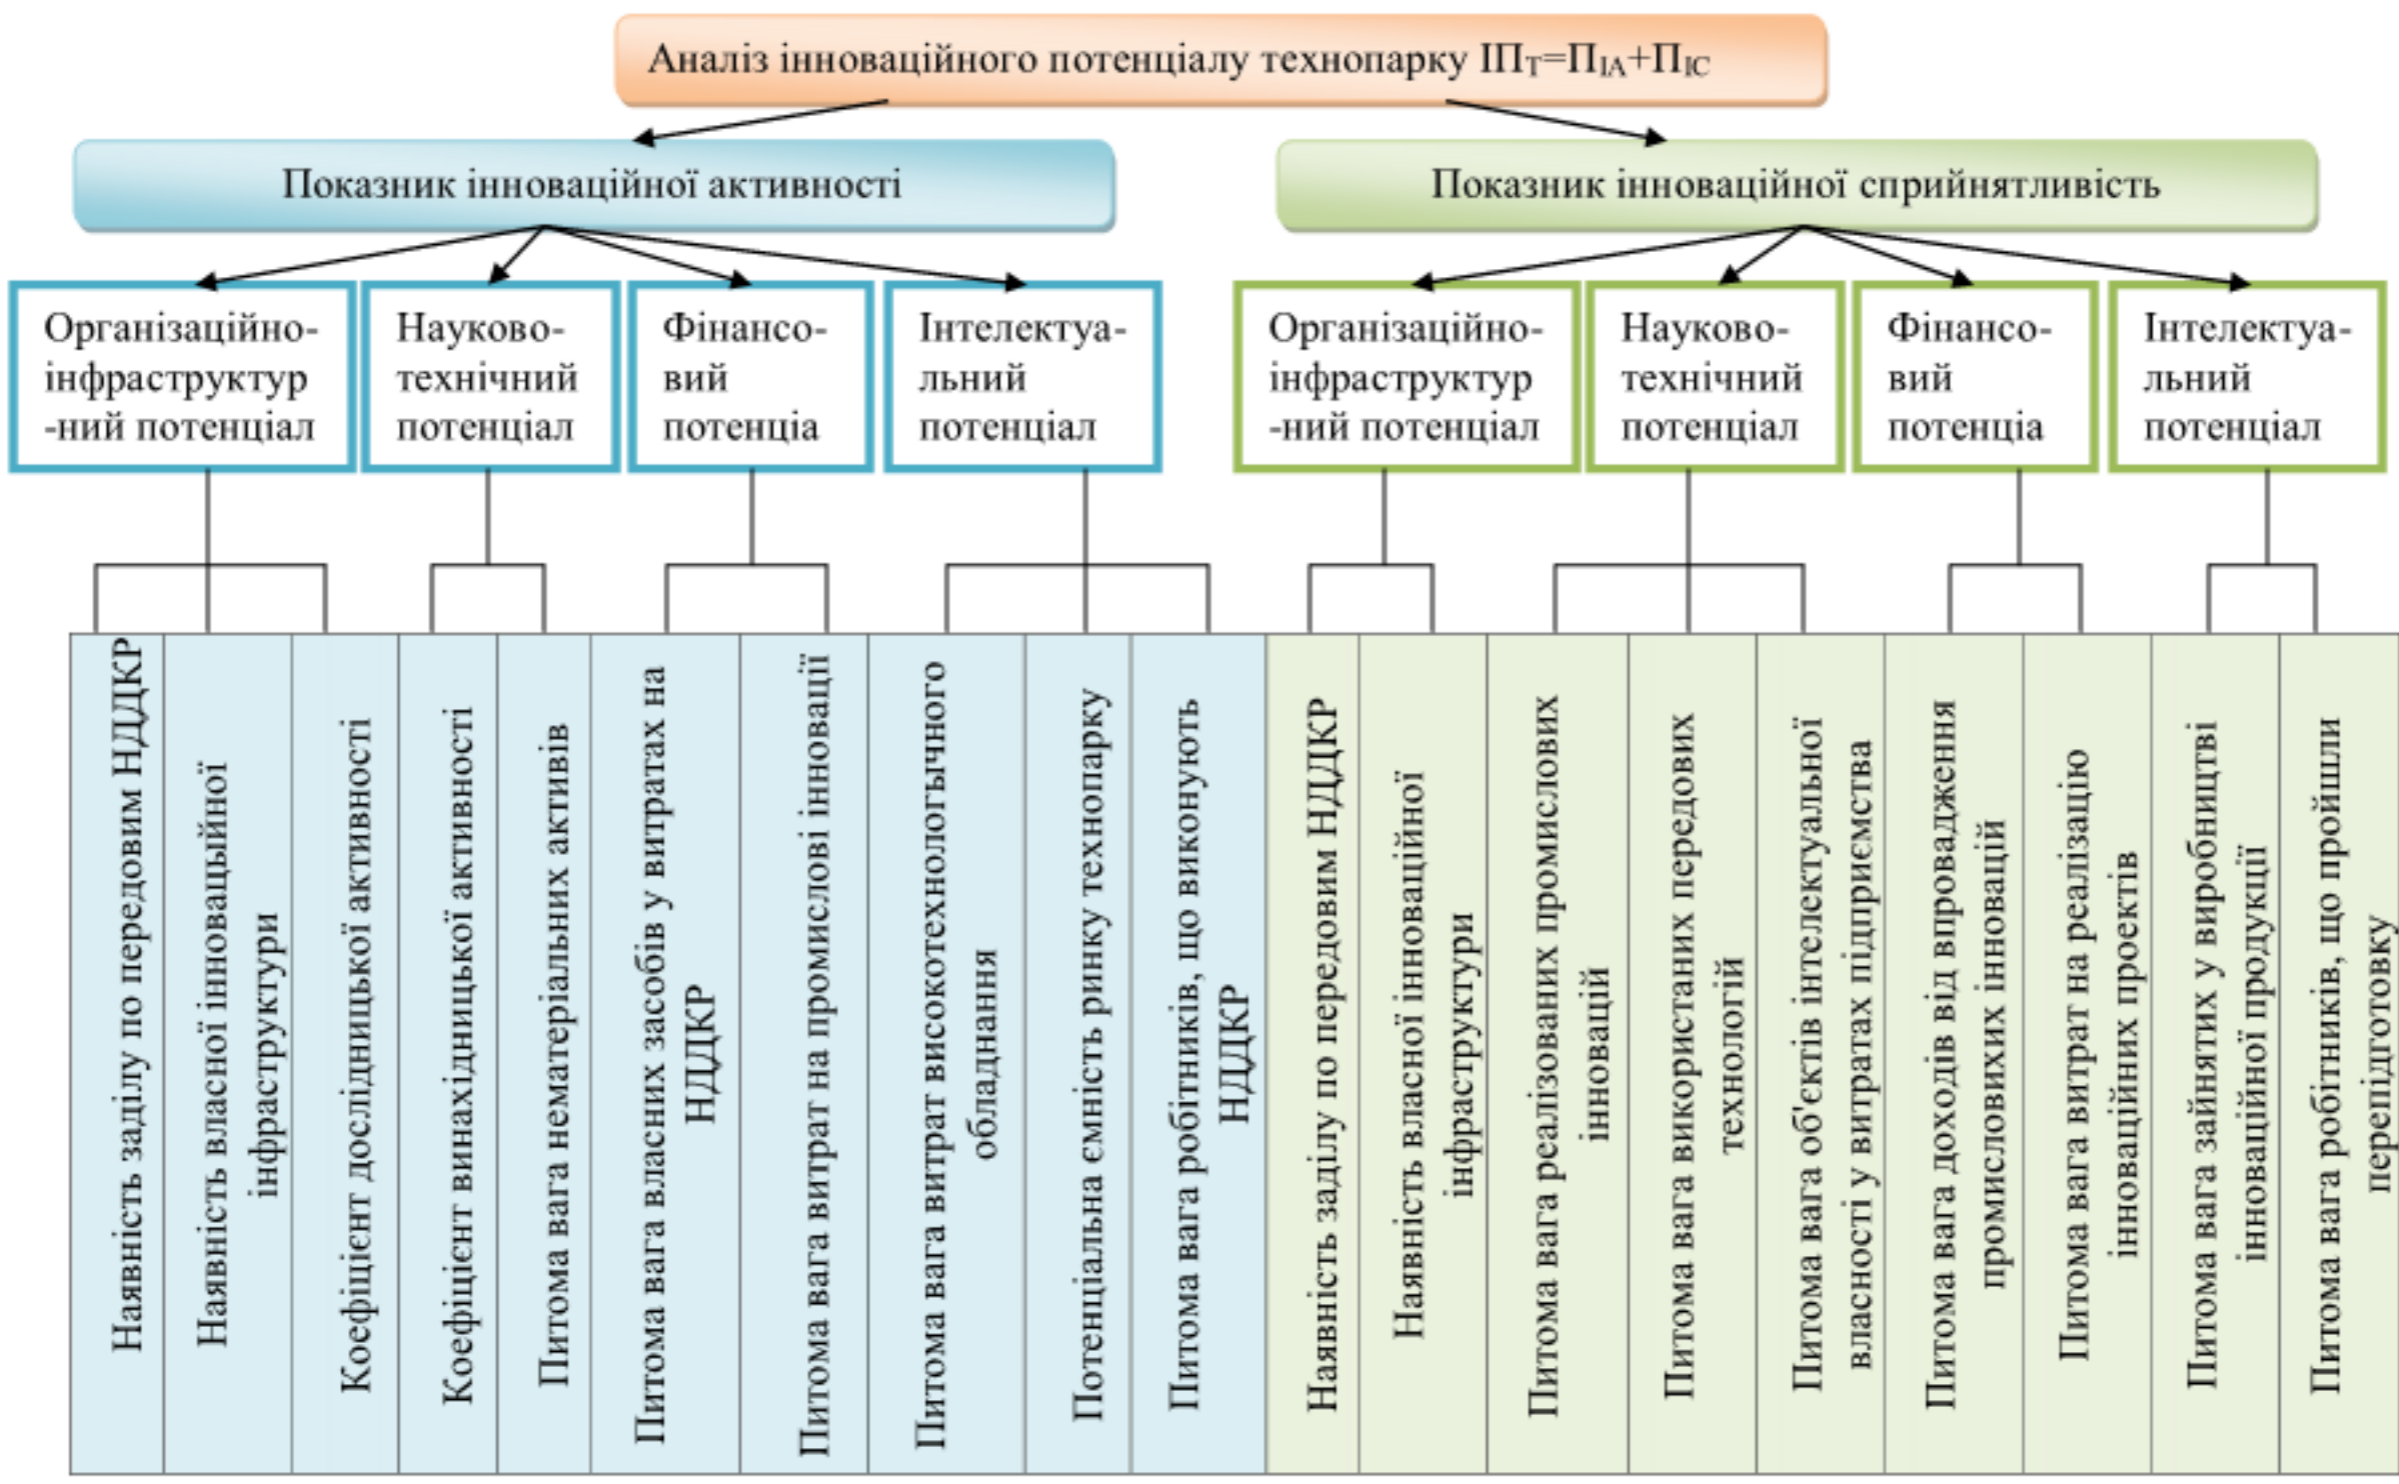 Аналіз інноваційного потенціалу технопарку ІПТ=ПІА+ПІС
Показник інноваційної активності
Показник інноваційної сприйнятливість
Організаційно-
інфраструктур
-ний потенціал
Науково-
технічний
потенціал
Фінансо-
вий
потенціа
Інтелектуа-
льний
потенціал
Організаційно-
інфраструктур
-ний потенціал
Науково-
технічний
потенціал
Фінансо-
вий
потенціа
Інтелектуа-
льний
потенціал
Наявність заділу по передовим НДДКР
Наявність власної інновацыйної
інфраструктури
Коефіцієнт дослідницької активності
Коефіцієнт винахідницької активності
Питома вага нематеріальних активів
Питома вага власних засобів у витратах на
НДДКР
Питома вага витрат на промислові інновації
Питома вага витрат високотехнологычного
обладнання
Потенціальна ємність ринку технопарку
Питома вага робітників, що виконують
НДДКР
Наявність заділу по передовим НДДКР
Наявність власної інноваційної
інфраструктури
Питома вага реалізованих промислових
інновацій
Питома вага використаних передових
технологій
Питома вага об'єктів інтелектуальної
власності у витратах підприємства
Питома вага доходів від впровадження
промисловихих інновацій
Питома вага витрат на реалізацію
інноваційних проектів
Питома вага зайнятих у виробництві
інноваційної продукції
Питома вага робітників, що пройшли
перепідготовку